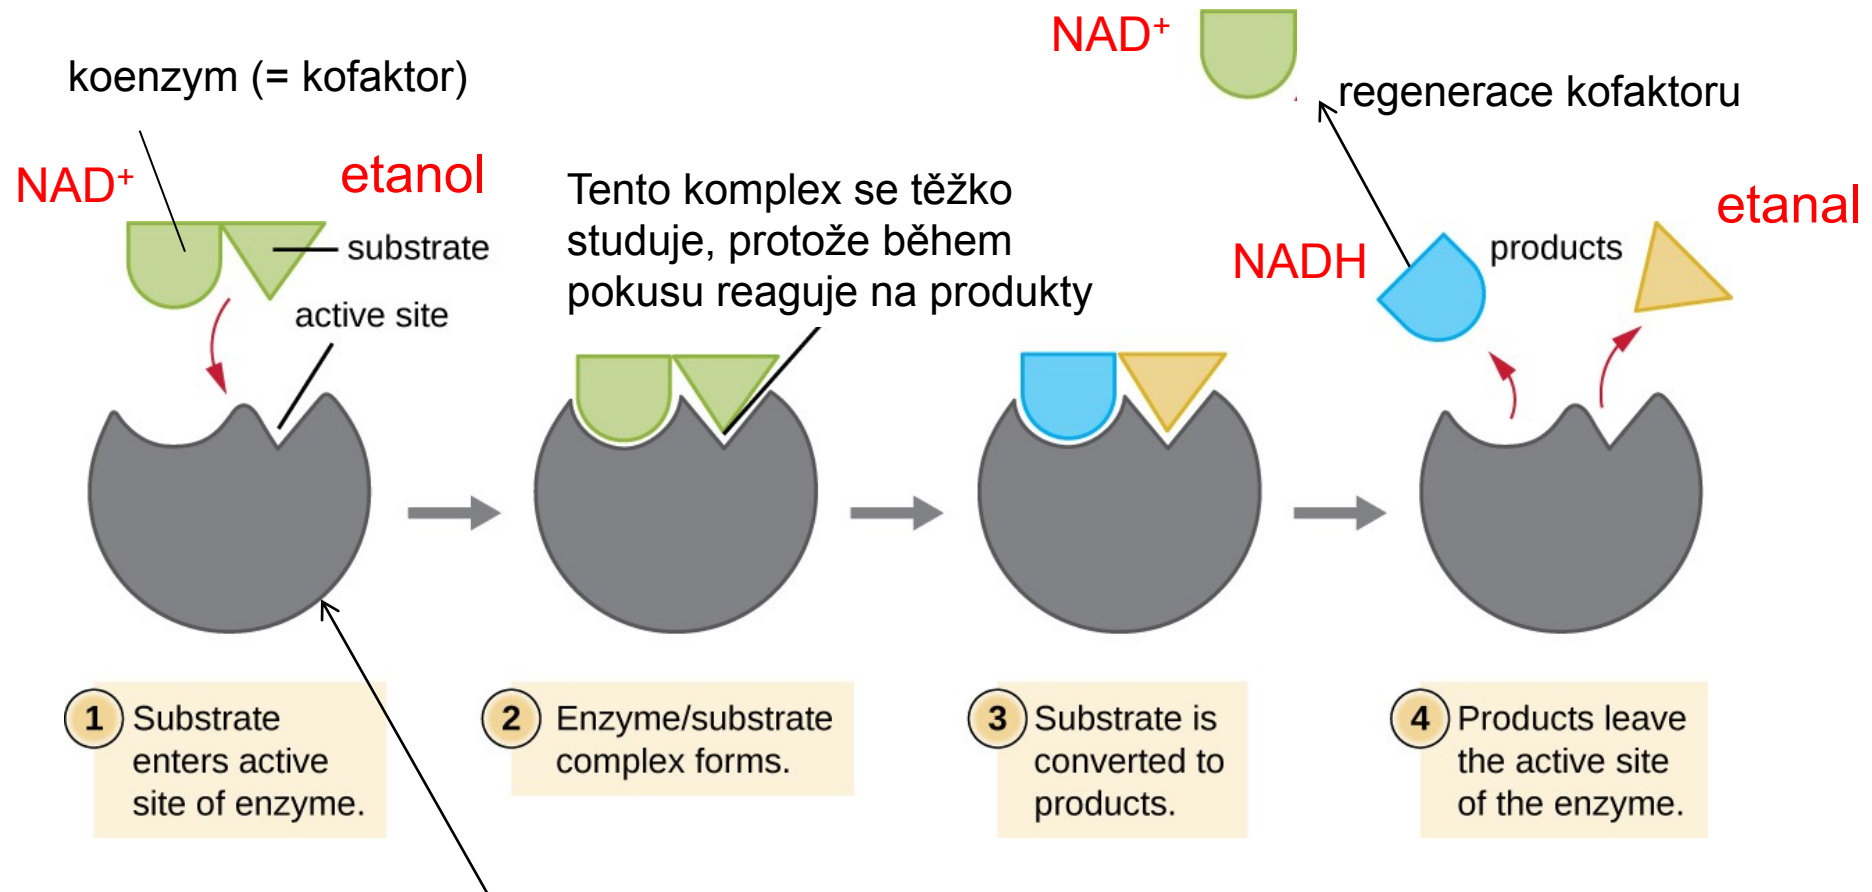 koenzym (= kofaktor)
NAD⁺
etanol
substrate
active site
Tento komplex se těžko
studuje, protože během
pokusu reaguje na produkty
NAD⁺
regenerace kofaktoru
NADH
products
etanal
1 Substrate
enters active
site of enzyme.
2 Enzyme/substrate
complex forms.
3 Substrate is
converted to
products.
4 Products leave
the active site
of the enzyme.